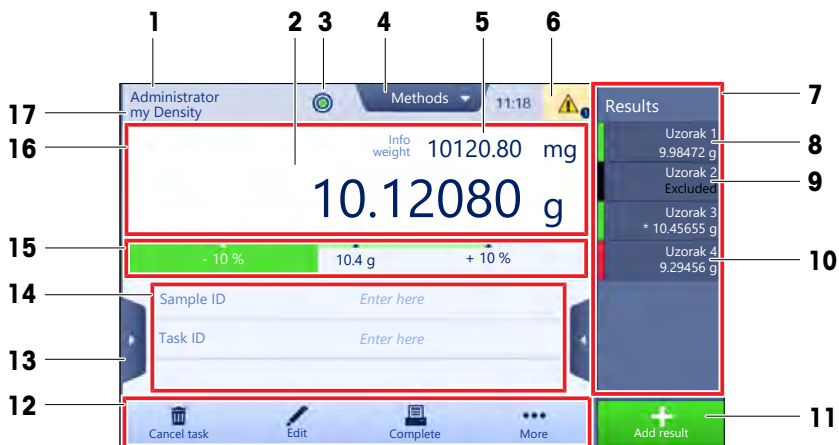 1 2 3 4 5 6
Administrator
my Density
Methods
11:18
17
16
Info
weight
10120.80 mg
10.12080 g
15
- 10 % 10.4 g + 10 %
14
Sample ID Enter here
Task ID Enter here
13
12
Cancel task Edit Complete More
Results
7
Uzorak 1
9.98472 g
8
Uzorak 2
Excluded
9
Uzorak 3
* 10.45655 g
Uzorak 4
9.29456 g
10
Add result
11